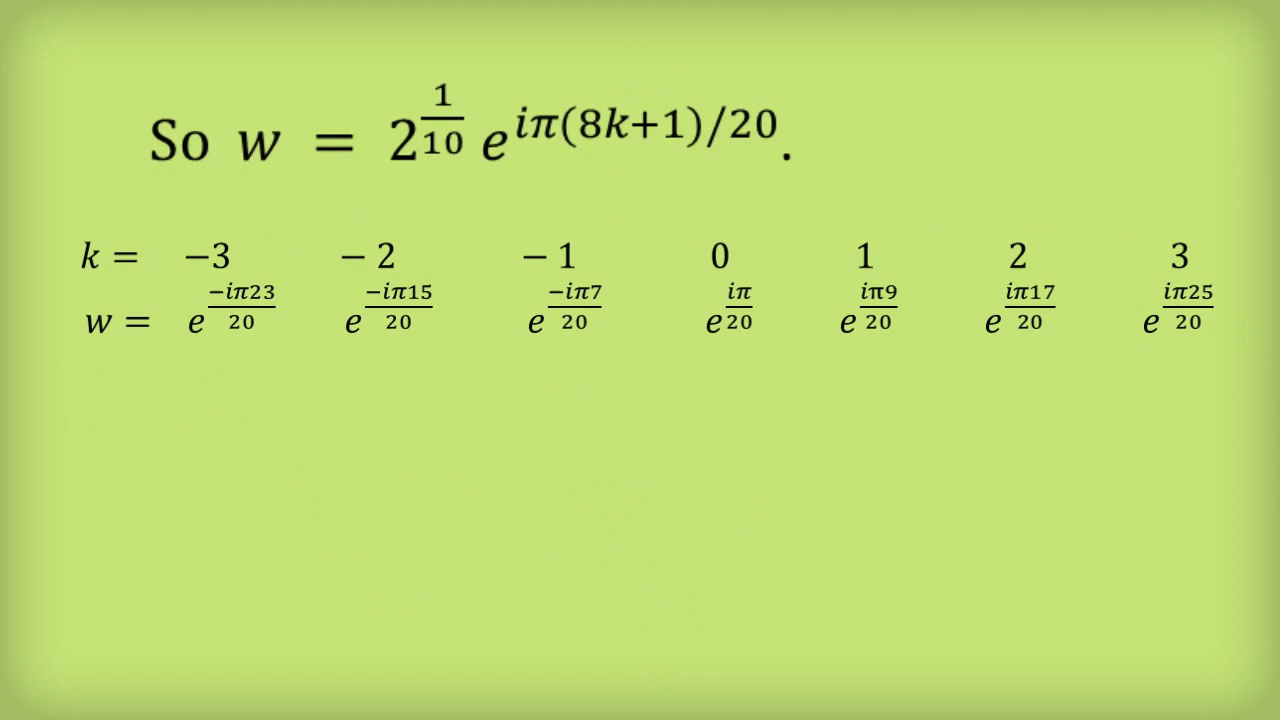 So w = 2^{1/10} e^{iπ(8k+1)/20}.
k = −3 − 2 − 1 0 1 2 3
w = e^{−iπ23/20} e^{−iπ15/20} e^{−iπ7/20} e^{iπ/20} e^{iπ9/20} e^{iπ17/20} e^{iπ25/20}